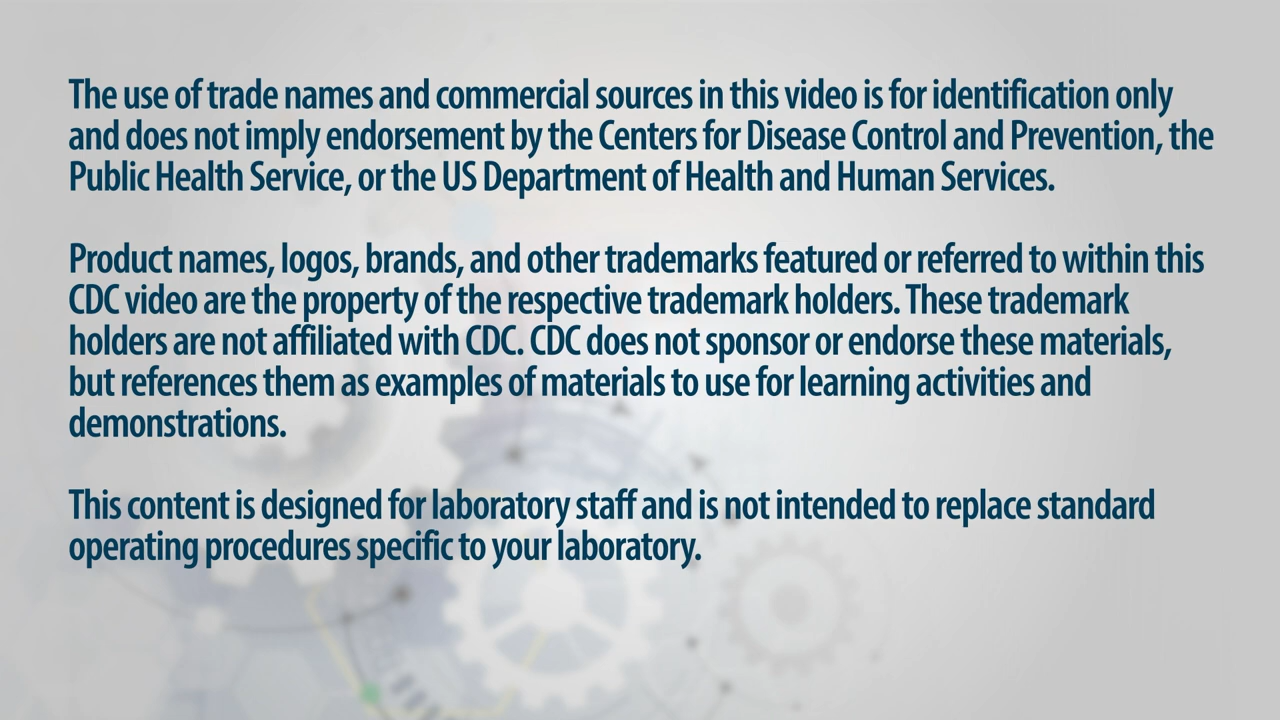 The use of trade names and commercial sources in this video is for identification only
and does not imply endorsement by the Centers for Disease Control and Prevention, the
Public Health Service, or the US Department of Health and Human Services.
Product names, logos, brands, and other trademarks featured or referred to within this
CDC video are the property of the respective trademark holders. These trademark
holders are not affiliated with CDC. CDC does not sponsor or endorse these materials,
but references them as examples of materials to use for learning activities and
demonstrations.
This content is designed for laboratory staff and is not intended to replace standard
operating procedures specific to your laboratory.